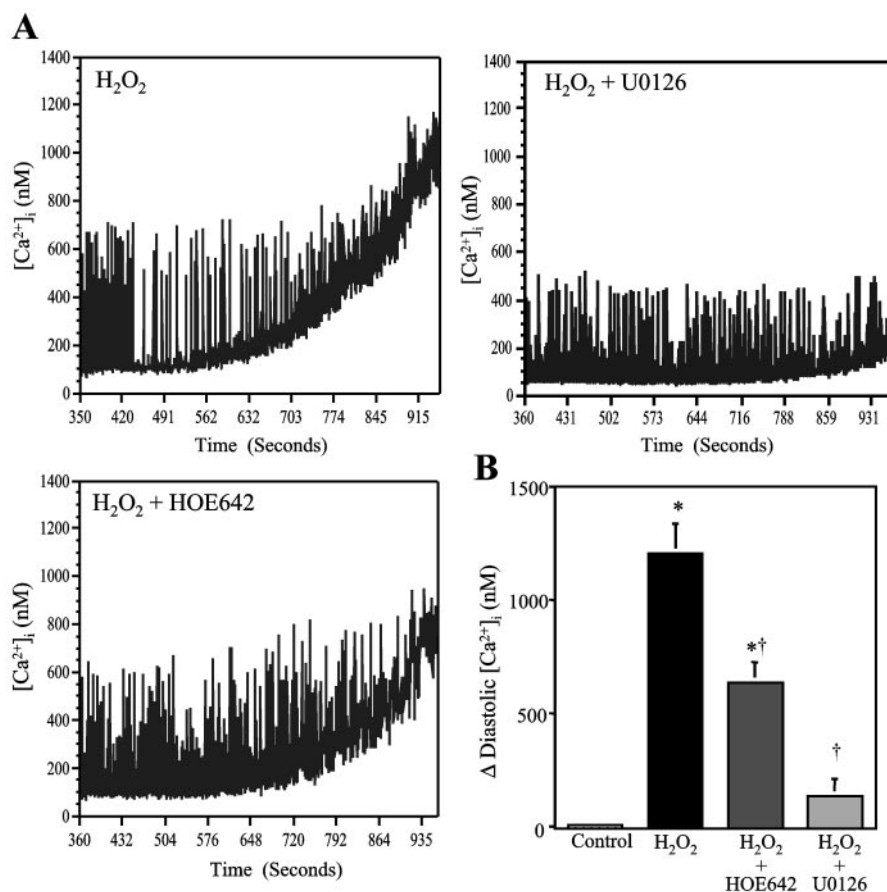 A
H₂O₂
[Ca²⁺]ᵢ (nM)
1400
1200
1000
800
600
400
200
0
350 420 491 562 632 703 774 845 915
Time (Seconds)
H₂O₂ + U0126
[Ca²⁺]ᵢ (nM)
1400
1200
1000
800
600
400
200
0
360 431 502 573 644 716 788 859 931
Time (Seconds)
H₂O₂ + HOE642
[Ca²⁺]ᵢ (nM)
1400
1200
1000
800
600
400
200
0
360 432 504 576 648 720 792 864 935
Time (Seconds)
B
Δ Diastolic [Ca²⁺]ᵢ (nM)
1500
1000
500
0
*
*†
†
Control
H₂O₂
H₂O₂
+
HOE642
H₂O₂
+
U0126